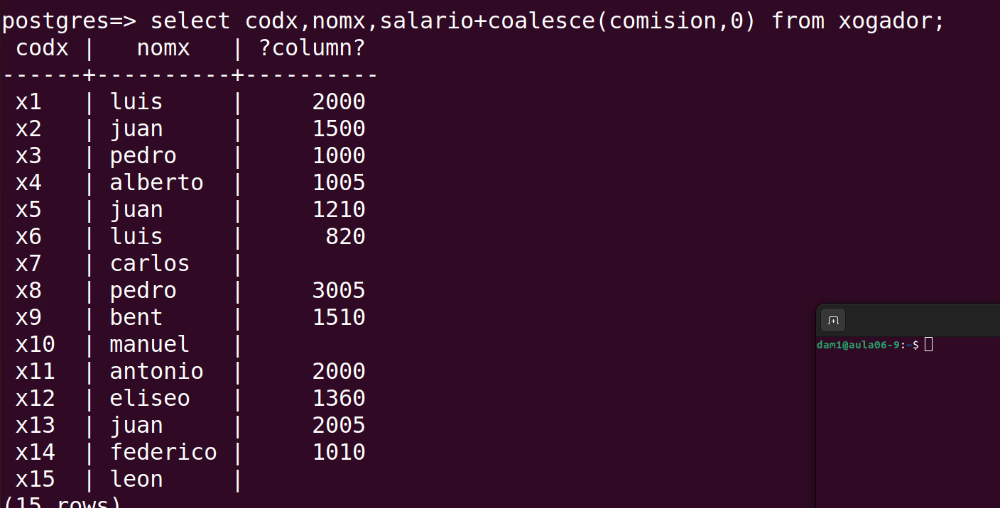 postgres=> select codx,nomx,salario+coalesce(comision,0) from xogador;
 codx |   nomx   | ?column?
------+----------+----------
 x1   | luis     |     2000
 x2   | juan     |     1500
 x3   | pedro    |     1000
 x4   | alberto  |     1005
 x5   | juan     |     1210
 x6   | luis     |      820
 x7   | carlos   |
 x8   | pedro    |     3005
 x9   | bent     |     1510
 x10  | manuel   |
 x11  | antonio  |     2000
 x12  | eliseo   |     1360
 x13  | juan     |     2005
 x14  | federico |     1010
 x15  | leon     |
(15 rows)
dam1@aula06-9:~$